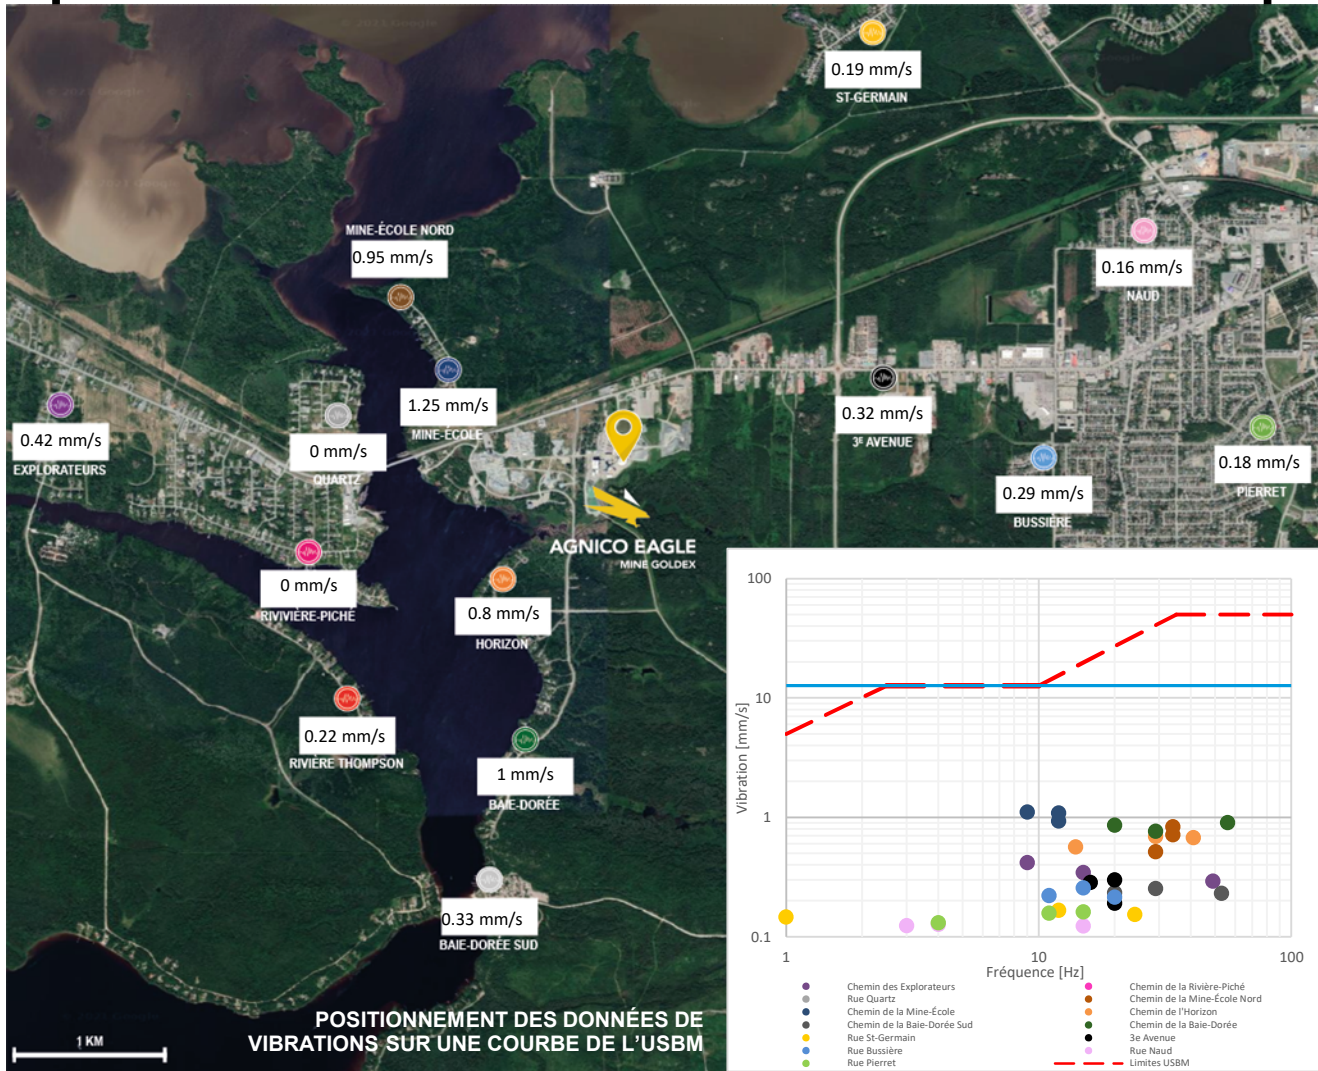 0.19 mm/s
ST-GERMAIN
MINE-ÉCOLE NORD
0.95 mm/s
0.16 mm/s
NAUD
1.25 mm/s
MINE-ÉCOLE
0.42 mm/s
EXPLORATEURS
0 mm/s
QUARTZ
0.32 mm/s
3E AVENUE
0.18 mm/s
PIERRET
0.29 mm/s
BUSSIÈRE
AGNICO EAGLE
MINE GOLDEX
0 mm/s
RIVIVIÈRE-PICHÉ
0.8 mm/s
HORIZON
0.22 mm/s
RIVIÈRE THOMPSON
1 mm/s
BAIE-DORÉE
0.33 mm/s
BAIE-DORÉE SUD
POSITIONNEMENT DES DONNÉES DE
VIBRATIONS SUR UNE COURBE DE L'USBM
1 KM
100
10
1
0.1
Vibration [mm/s]
1
10
100
Fréquence [Hz]
Chemin des Explorateurs
Chemin de la Rivière-Piché
Rue Quartz
Chemin de la Mine-École Nord
Chemin de la Mine-École
Chemin de l'Horizon
Chemin de la Baie-Dorée Sud
Chemin de la Baie-Dorée
Rue St-Germain
3e Avenue
Rue Bussière
Rue Naud
Rue Pierret
Limites USBM